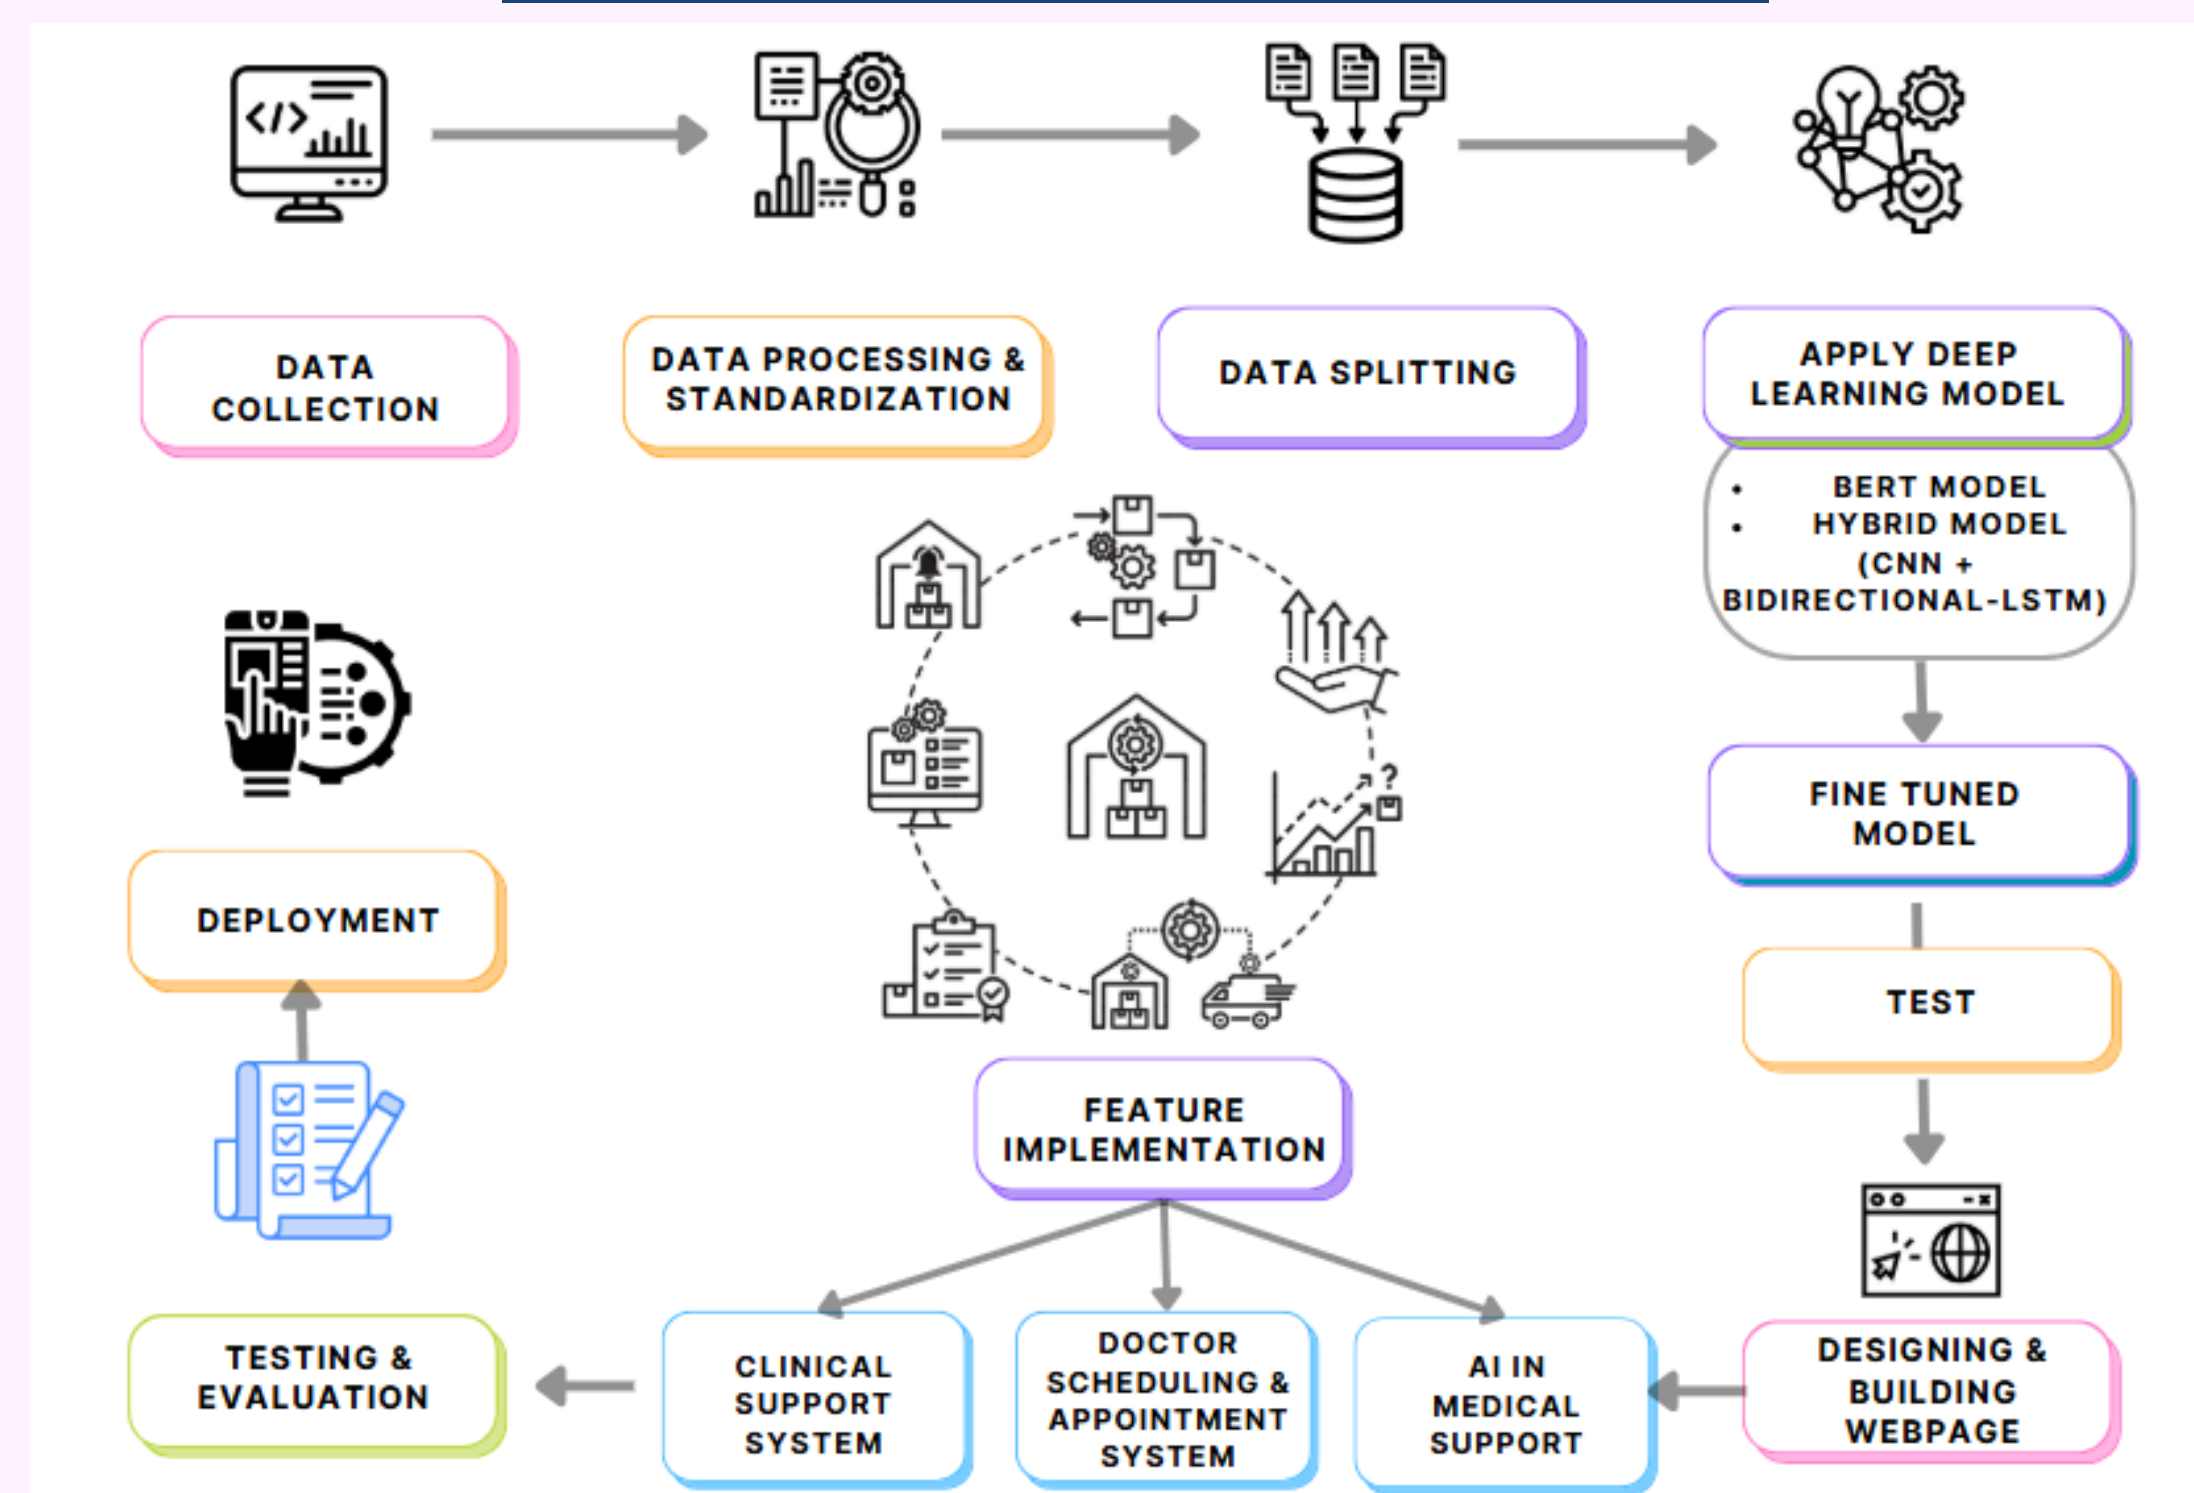 DATA
COLLECTION
DATA PROCESSING &
STANDARDIZATION
DATA SPLITTING
APPLY DEEP
LEARNING MODEL
• BERT MODEL
• HYBRID MODEL
(CNN +
BIDIRECTIONAL-LSTM)
FINE TUNED
MODEL
TEST
DESIGNING &
BUILDING
WEBPAGE
FEATURE
IMPLEMENTATION
AI IN
MEDICAL
SUPPORT
DOCTOR
SCHEDULING &
APPOINTMENT
SYSTEM
CLINICAL
SUPPORT
SYSTEM
TESTING &
EVALUATION
DEPLOYMENT